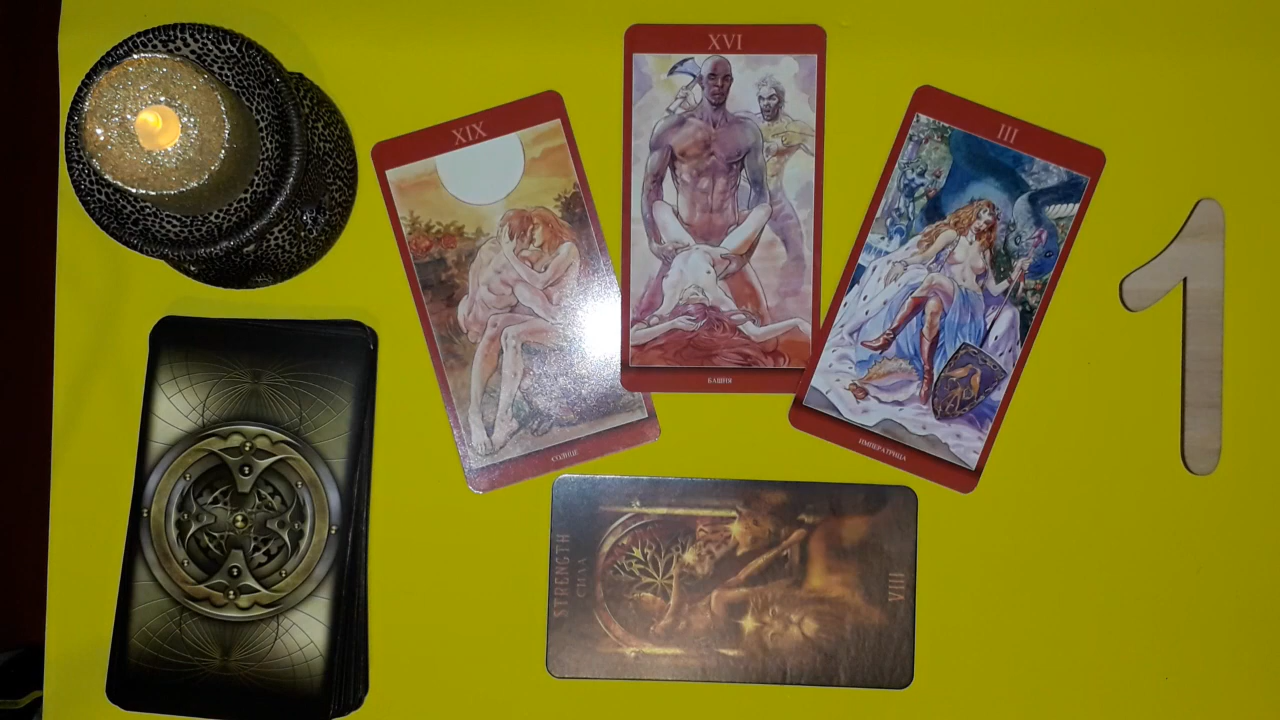 XIX
СОЛНЦЕ
XVI
БАШНЯ
III
ИМПЕРАТРИЦА
1
STRENGTH
СИЛА
VIII